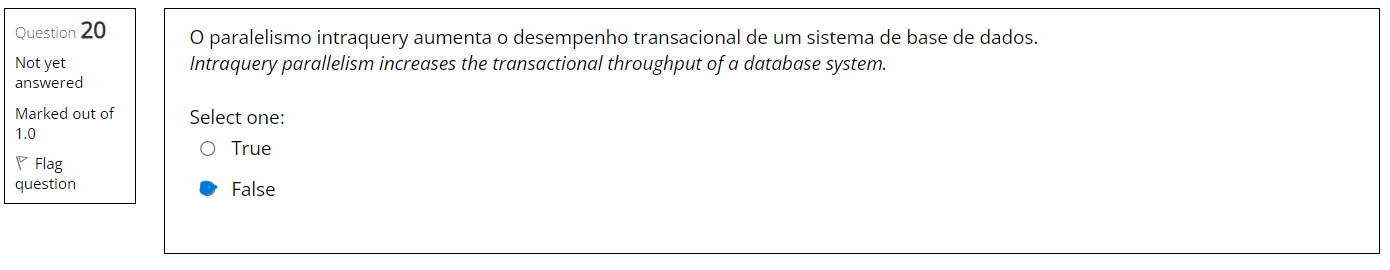 Question 20
Not yet
answered
Marked out of
1.0
Flag
question
O paralelismo intraquery aumenta o desempenho transacional de um sistema de base de dados.
Intraquery parallelism increases the transactional throughput of a database system.
Select one:
True
False